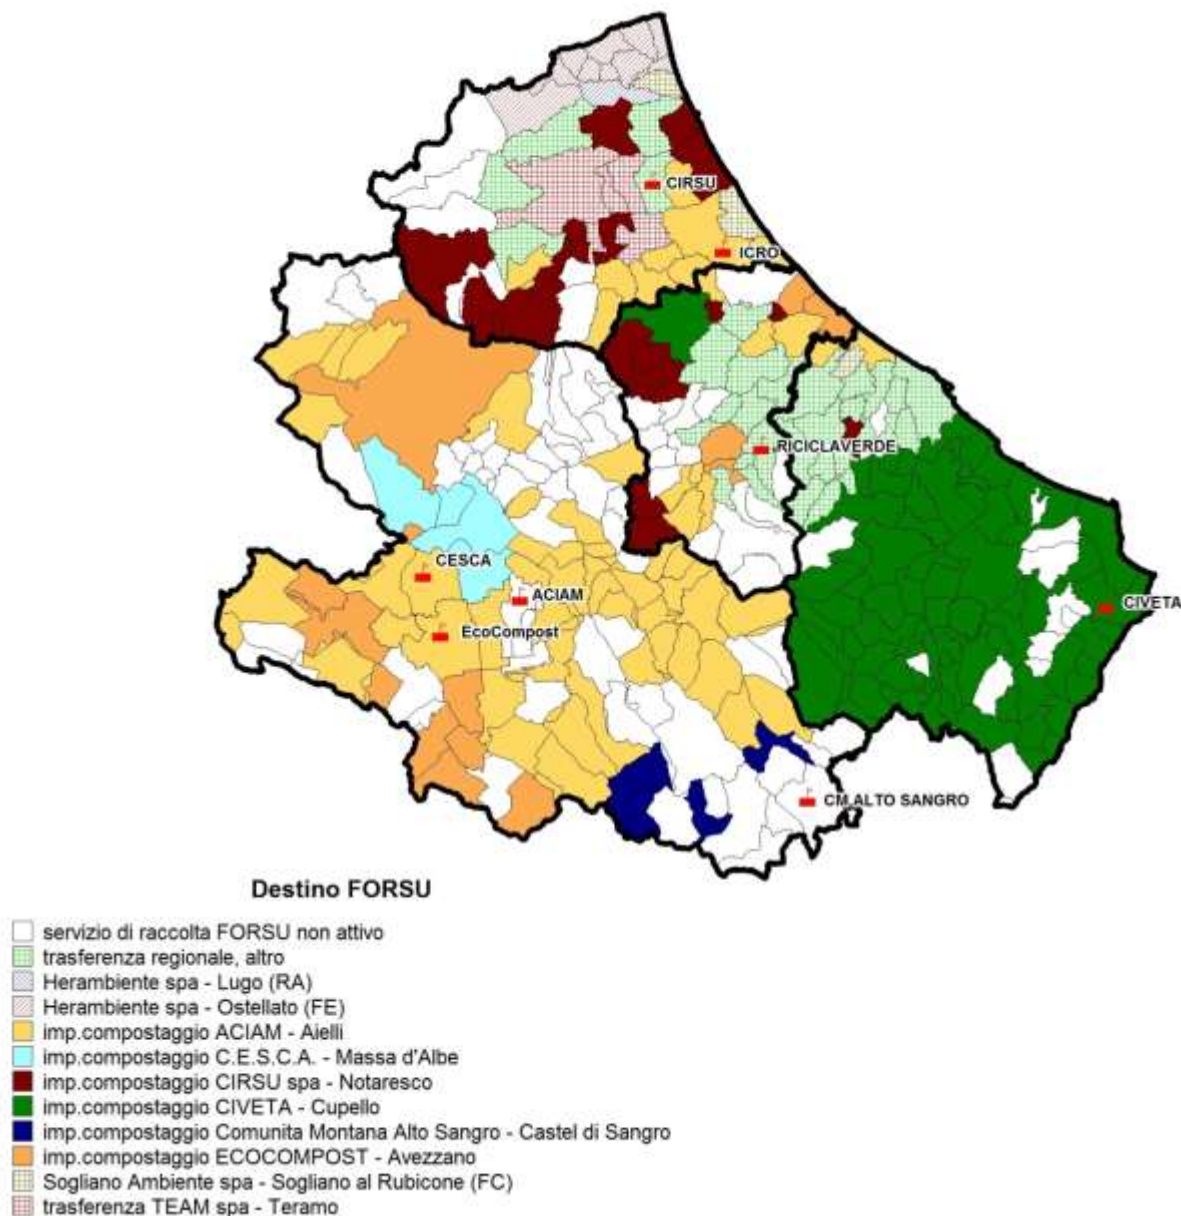 CIRSU
ICRO
RICICLAVERDE
CESCA
ACIAM
CIVETA
EcoCompost
CM ALTO SANGRO
Destino FORSU
servizio di raccolta FORSU non attivo
trasferenza regionale, altro
Herambiente spa - Lugo (RA)
Herambiente spa - Ostellato (FE)
imp.compostaggio ACIAM - Aielli
imp.compostaggio C.E.S.C.A. - Massa d'Albe
imp.compostaggio CIRSU spa - Notaresco
imp.compostaggio CIVETA - Cupello
imp.compostaggio Comunita Montana Alto Sangro - Castel di Sangro
imp.compostaggio ECOCOMPOST - Avezzano
Sogliano Ambiente spa - Sogliano al Rubicone (FC)
trasferenza TEAM spa - Teramo